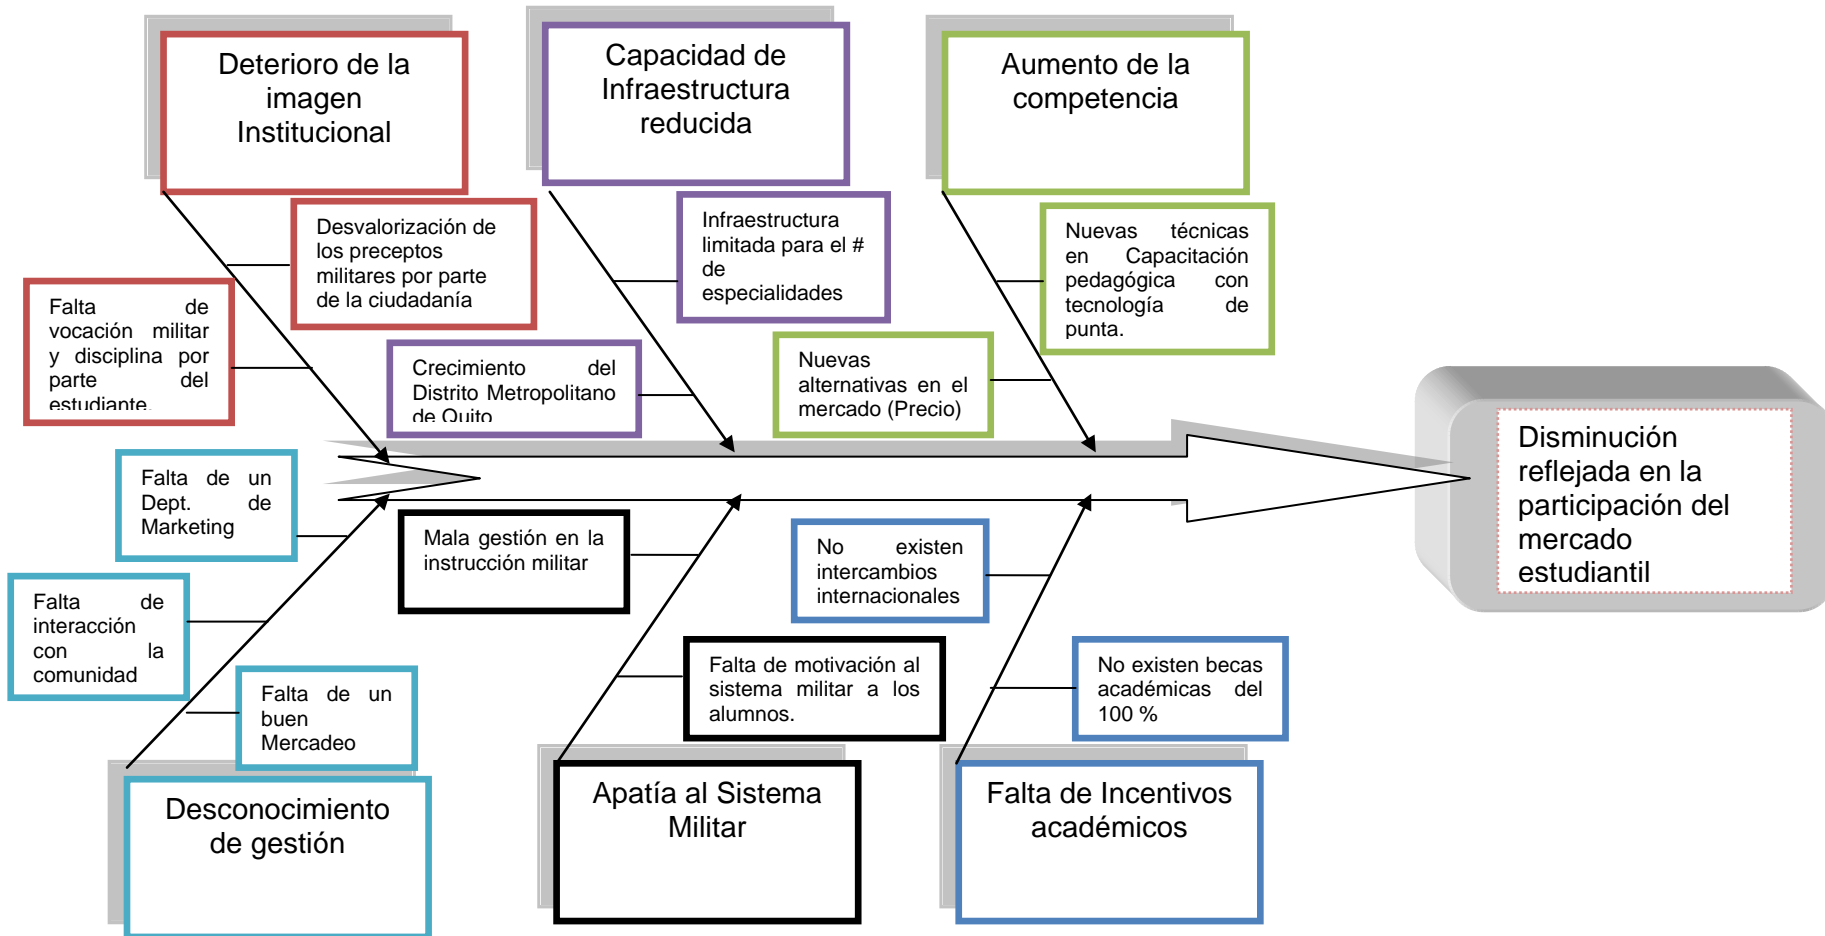 Deterioro de la
imagen
Institucional
Capacidad de
Infraestructura
reducida
Aumento de la
competencia
Desvalorización de
los preceptos
militares por parte
de la ciudadanía
Infraestructura
limitada para el #
de
especialidades
Nuevas técnicas
en Capacitación
pedagógica con
tecnología de
punta.
Falta de
vocación militar
y disciplina por
parte del
estudiante.
Crecimiento del
Distrito Metropolitano
de Quito
Nuevas
alternativas en el
mercado (Precio)
Disminución
reflejada en la
participación del
mercado
estudiantil
Falta de un
Dept. de
Marketing
Mala gestión en la
instrucción militar
No existen
intercambios
internacionales
Falta de
interacción
con la
comunidad
Falta de un
buen
Mercadeo
Falta de motivación al
sistema militar a los
alumnos.
No existen becas
académicas del
100 %
Desconocimiento
de gestión
Apatía al Sistema
Militar
Falta de Incentivos
académicos